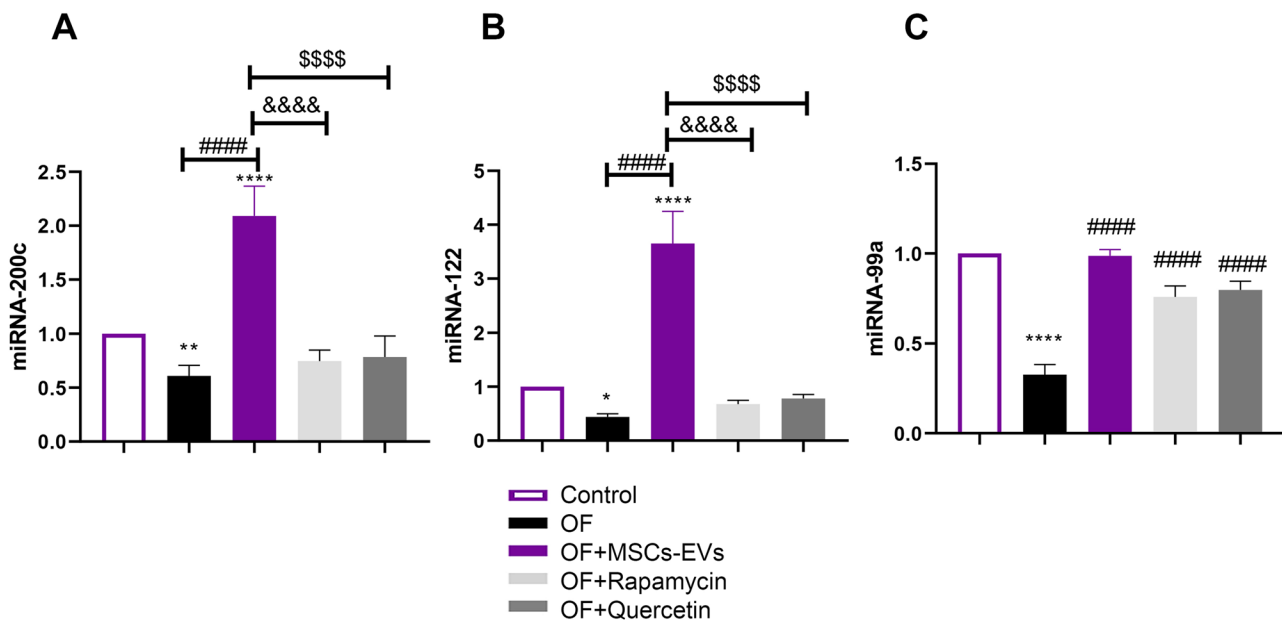 A
$$$$
&&&&
####
****
2.5
2.0
1.5
1.0
0.5
0.0
miRNA-200c
**
B
$$$$
&&&&
####
****
5
4
3
2
1
0
miRNA-122
*
C
1.5
1.0
0.5
0.0
miRNA-99a
****
####
####
####
Control
OF
OF+MSCs-EVs
OF+Rapamycin
OF+Quercetin